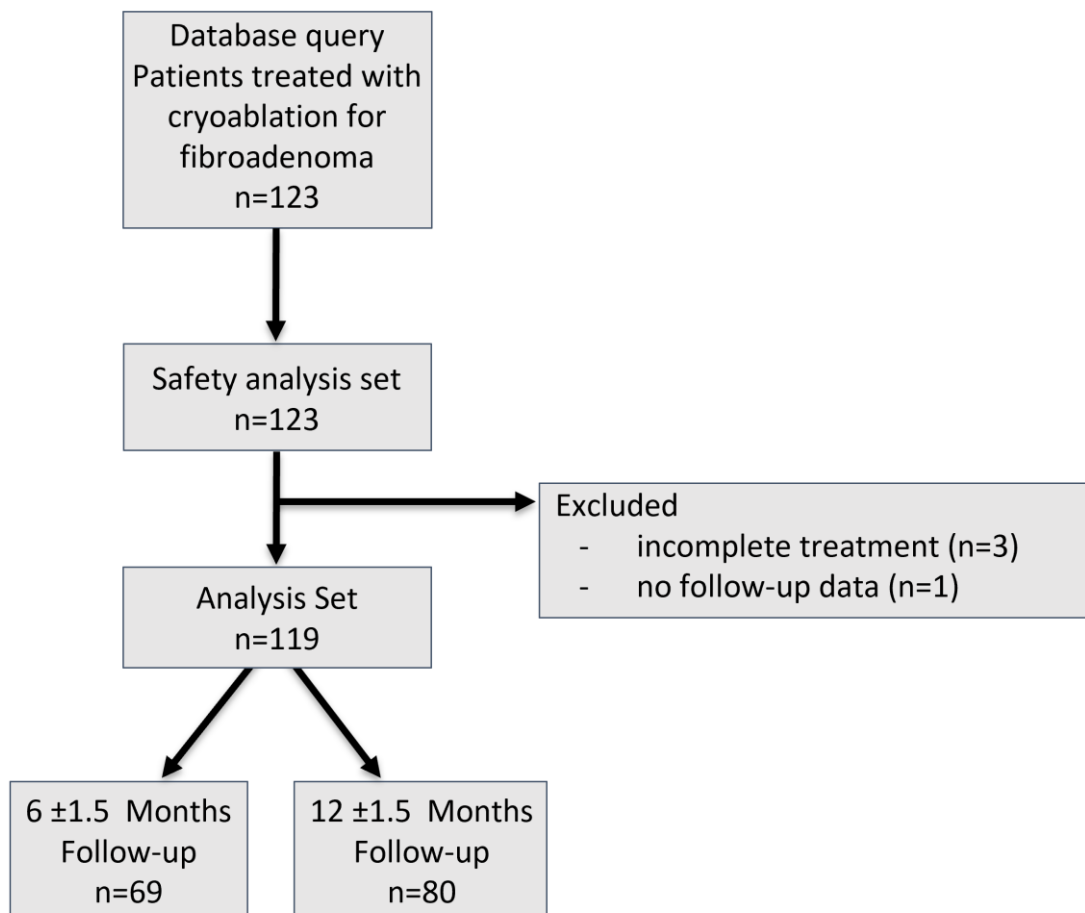 Database query
Patients treated with
cryoablation for
fibroadenoma
n=123
Safety analysis set
n=123
Excluded
- incomplete treatment (n=3)
- no follow-up data (n=1)
Analysis Set
n=119
6 ±1.5 Months
Follow-up
n=69
12 ±1.5 Months
Follow-up
n=80